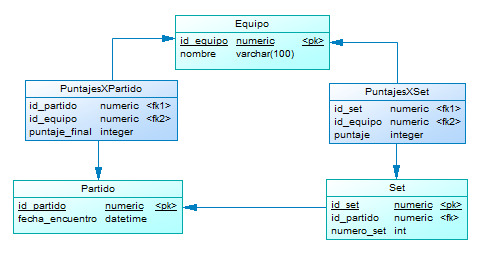 Equipo
id_equipo numeric <pk>
nombre varchar(100)
PuntajesXPartido
id_partido numeric <fk1>
id_equipo numeric <fk2>
puntaje_final integer
PuntajesXSet
id_set numeric <fk1>
id_equipo numeric <fk2>
puntaje integer
Partido
id_partido numeric <pk>
fecha_encuentro datetime
Set
id_set numeric <pk>
id_partido numeric <fk>
numero_set int